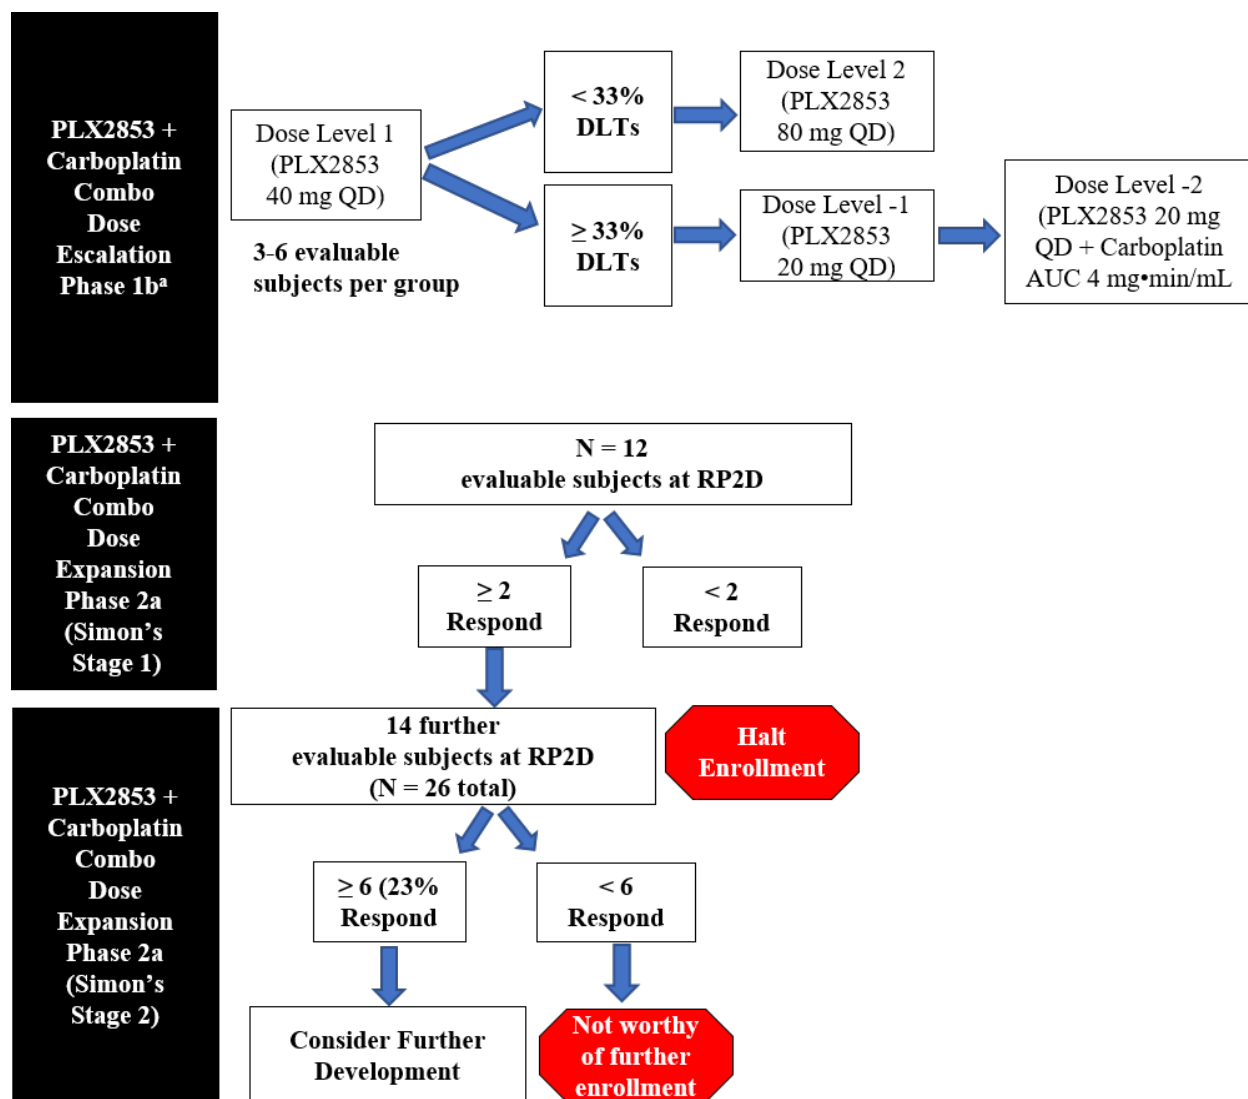 PLX2853 +
Carboplatin
Combo
Dose
Escalation
Phase 1bᵃ
Dose Level 1
(PLX2853
40 mg QD)
3-6 evaluable
subjects per group
< 33%
DLTs
≥ 33%
DLTs
Dose Level 2
(PLX2853
80 mg QD)
Dose Level -1
(PLX2853
20 mg QD)
Dose Level -2
(PLX2853 20 mg
QD + Carboplatin
AUC 4 mg•min/mL
PLX2853 +
Carboplatin
Combo
Dose
Expansion
Phase 2a
(Simon’s
Stage 1)
N = 12
evaluable subjects at RP2D
≥ 2
Respond
< 2
Respond
PLX2853 +
Carboplatin
Combo
Dose
Expansion
Phase 2a
(Simon’s
Stage 2)
14 further
evaluable subjects at RP2D
(N = 26 total)
Halt
Enrollment
≥ 6 (23%
Respond
< 6
Respond
Consider Further
Development
Not worthy
of further
enrollment